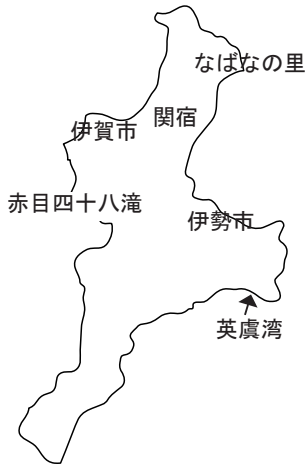 なばなの里
関宿
伊賀市
赤目四十八滝
伊勢市
英虞湾